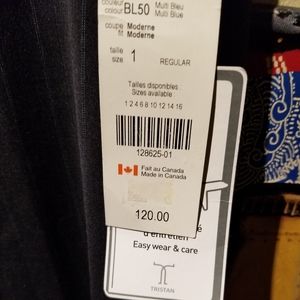 couleur
colour
BL50
Multi Bleu
Multi Blue
coupe
fit
Moderne
Moderne
taille
size
1
REGULAR
Tailles disponibles
Sizes available
1 2 4 6 8 10 12 14 16
128625-01
Fait au Canada
Made in Canada
120.00
d'entretien
Easy wear & care
TRISTAN